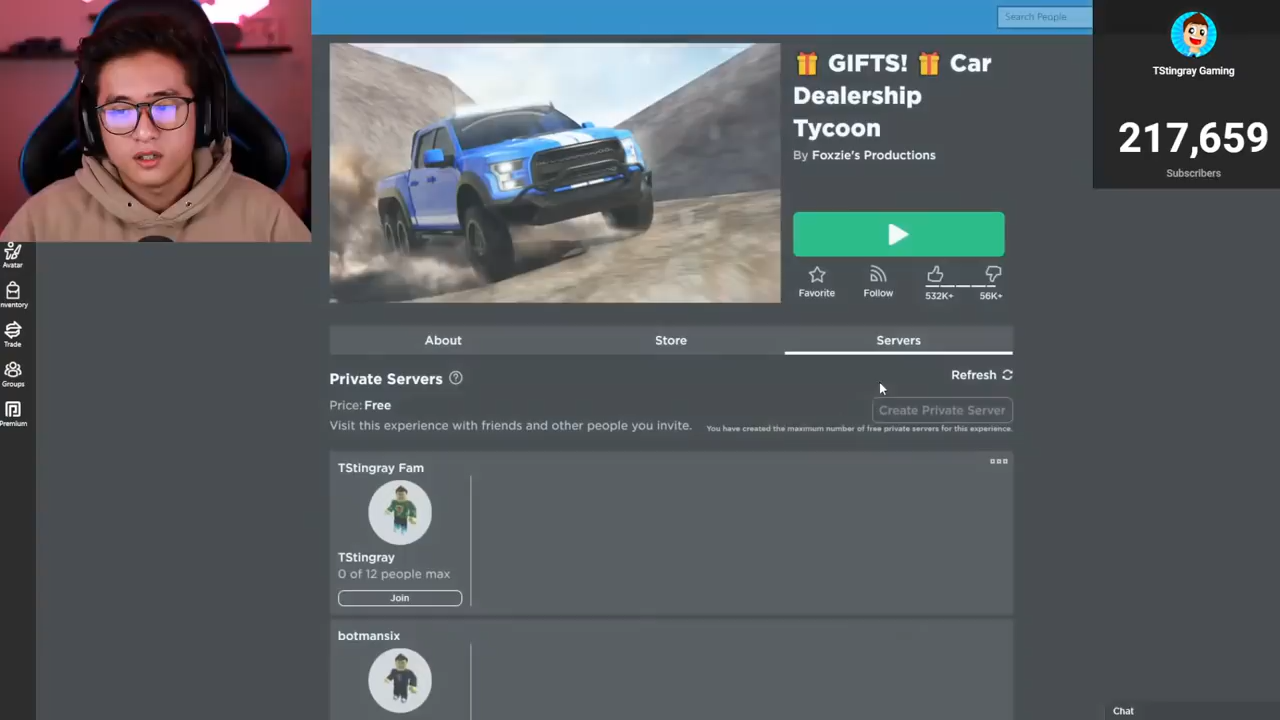 Search People
TStingray Gaming
217,659
Subscribers
🎁 GIFTS! 🎁 Car
Dealership
Tycoon
By Foxzie's Productions
Favorite
Follow
532K+
56K+
Avatar
nventory
Trade
Groups
Premium
About
Store
Servers
Private Servers
Refresh
Price: Free
Create Private Server
Visit this experience with friends and other people you invite.
You have created the maximum number of free private servers for this experience.
TStingray Fam
TStingray
0 of 12 people max
Join
botmansix
Chat